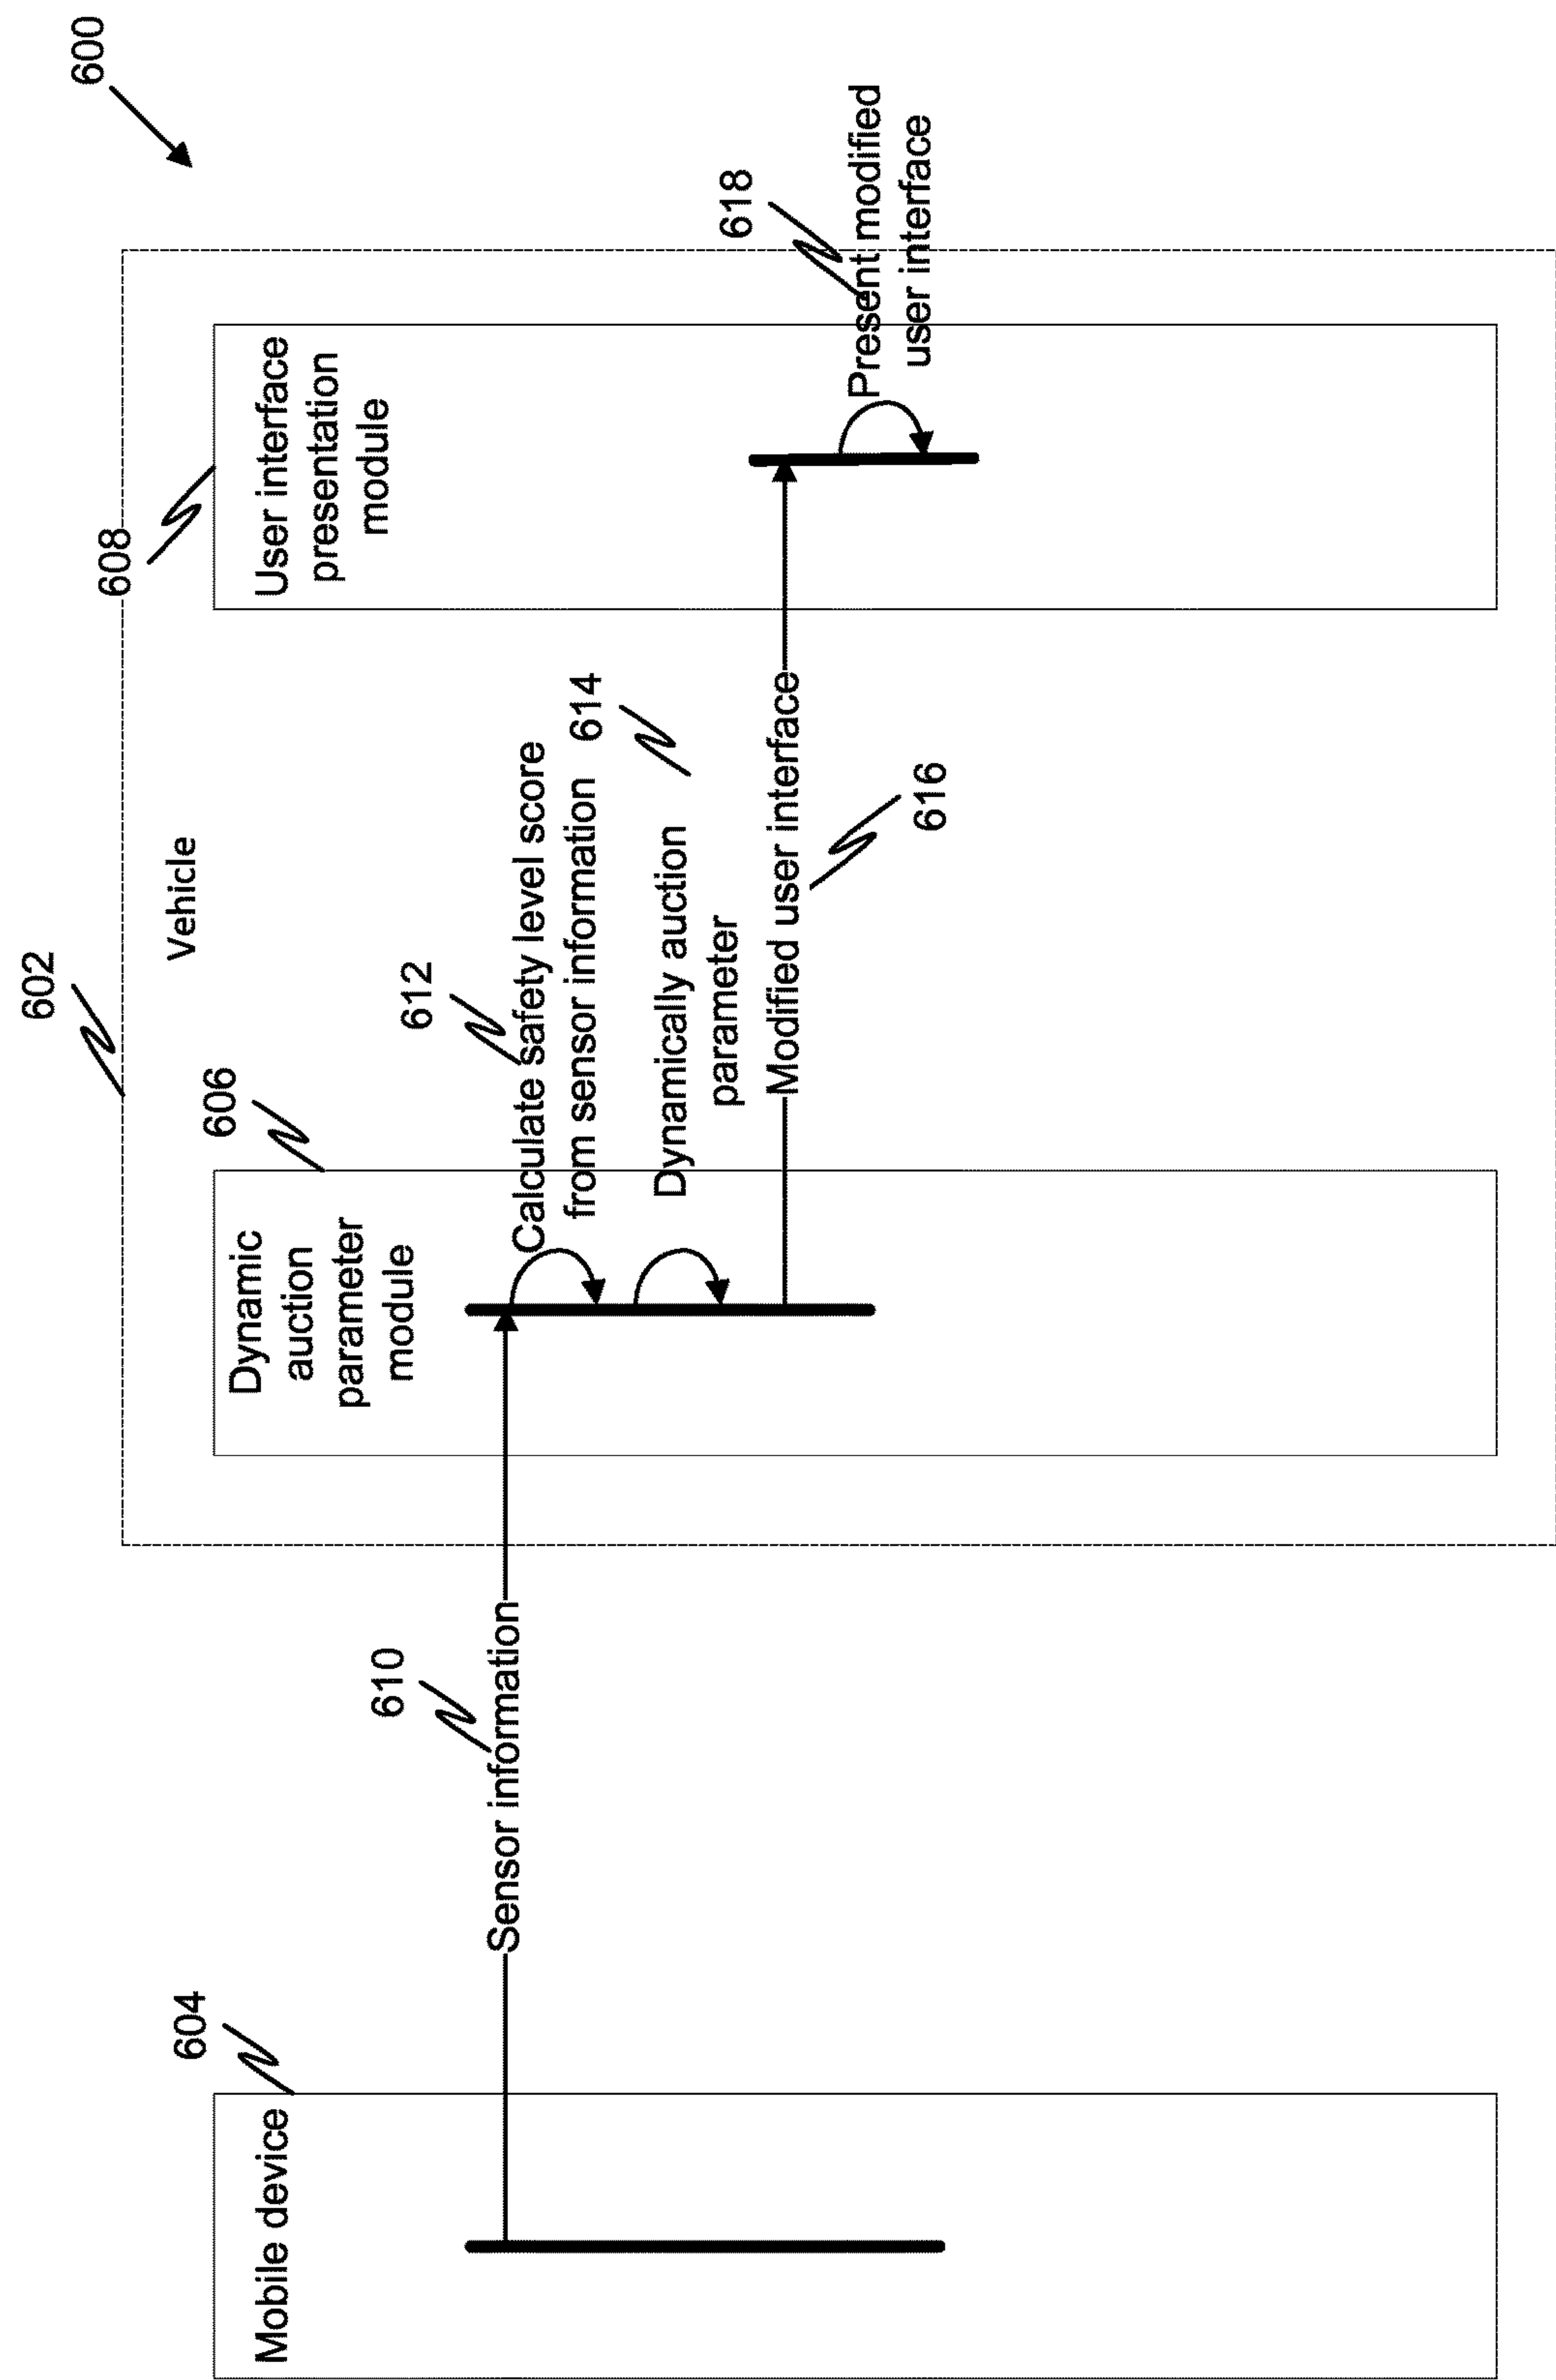 600
602
Vehicle
604
Mobile device
606
Dynamic
auction
parameter
module
608
User interface
presentation
module
610
Sensor information
612
Calculate safety level score
from sensor information
614
Dynamically auction
parameter
Modified user interface
616
618
Present modified
user interface